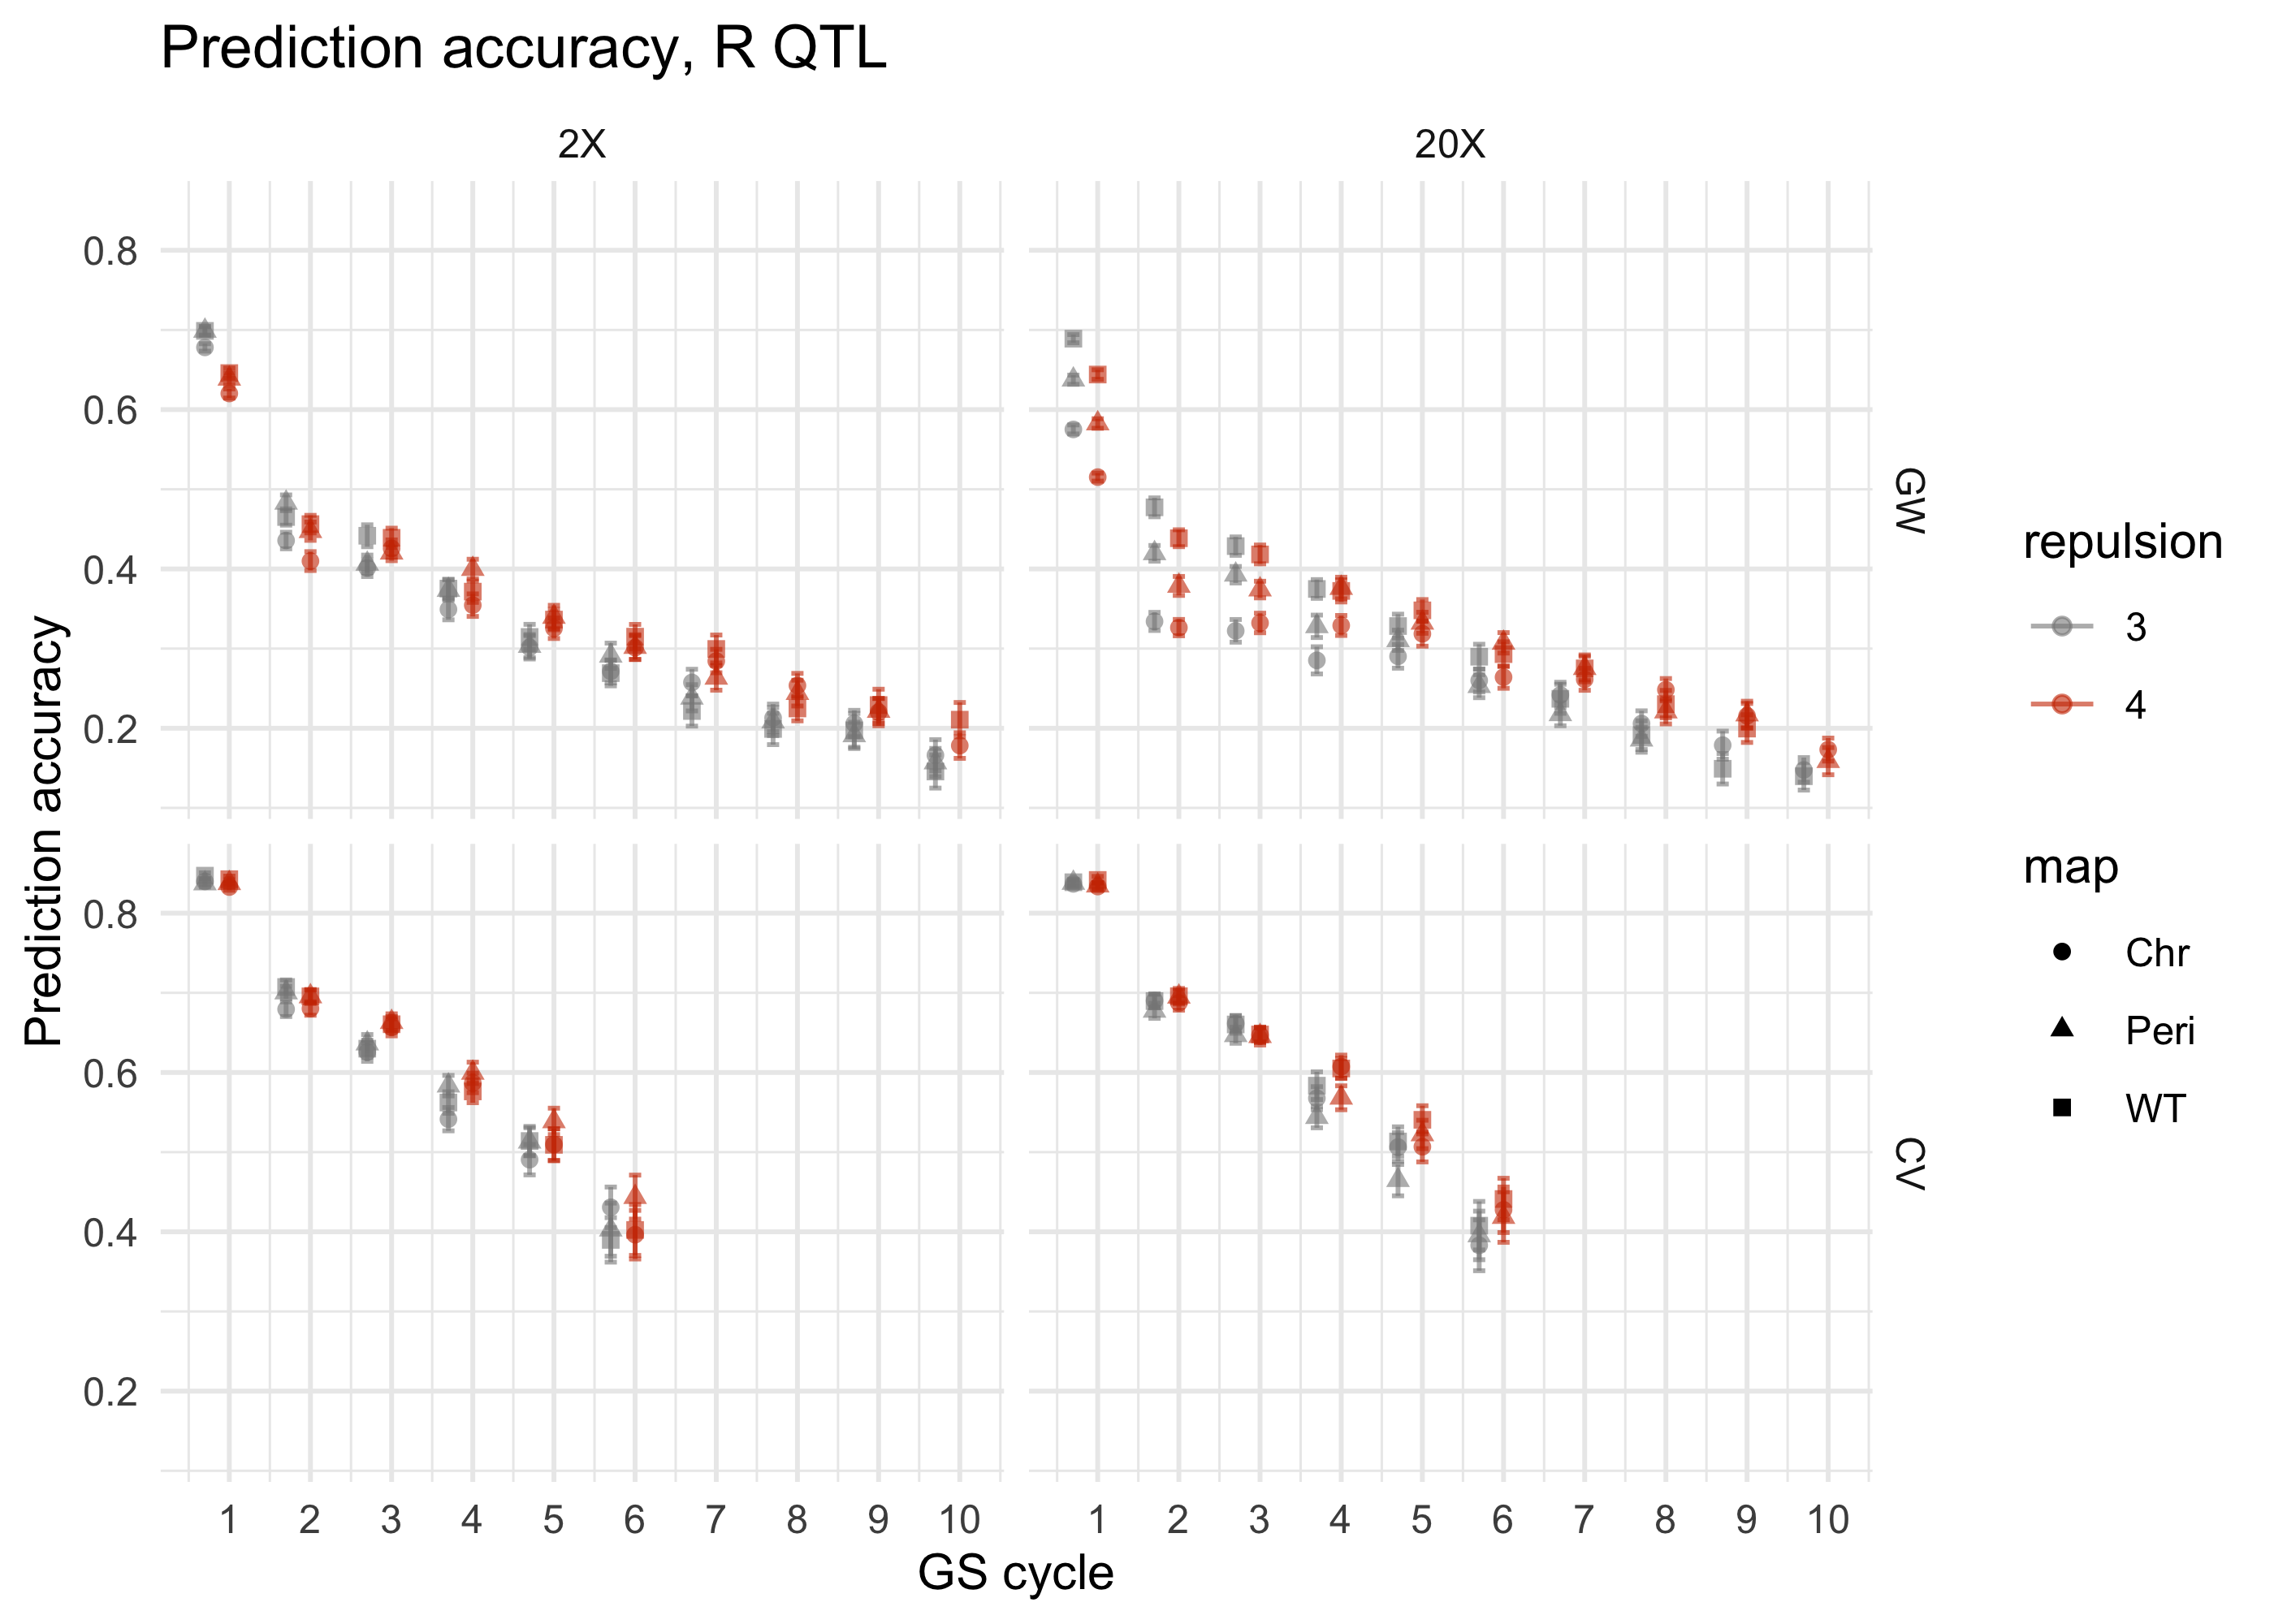 Prediction accuracy, R QTL
2X
20X
0.8
0.6
0.4
0.2
GW
0.8
0.6
0.4
0.2
CV
Prediction accuracy
1 2 3 4 5 6 7 8 9 10
1 2 3 4 5 6 7 8 9 10
GS cycle
repulsion
3
4
map
Chr
Peri
WT